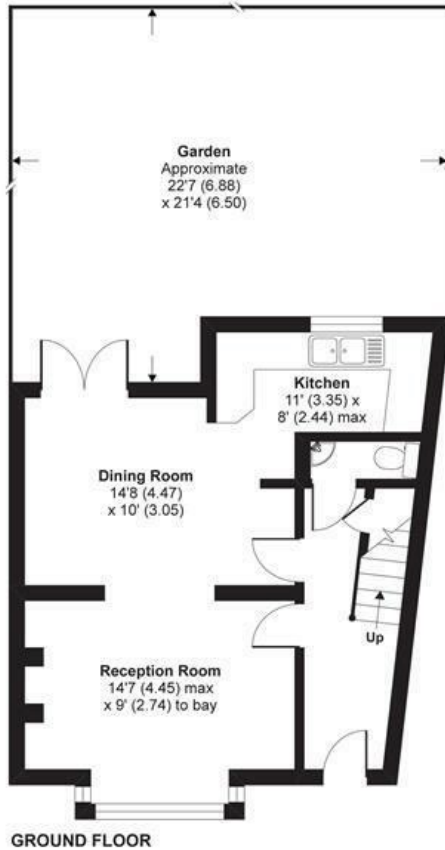 Garden
Approximate
22'7 (6.88)
x 21'4 (6.50)
Kitchen
11' (3.35) x
8' (2.44) max
Dining Room
14'8 (4.47)
x 10' (3.05)
Up
Reception Room
14'7 (4.45) max
x 9' (2.74) to bay
GROUND FLOOR